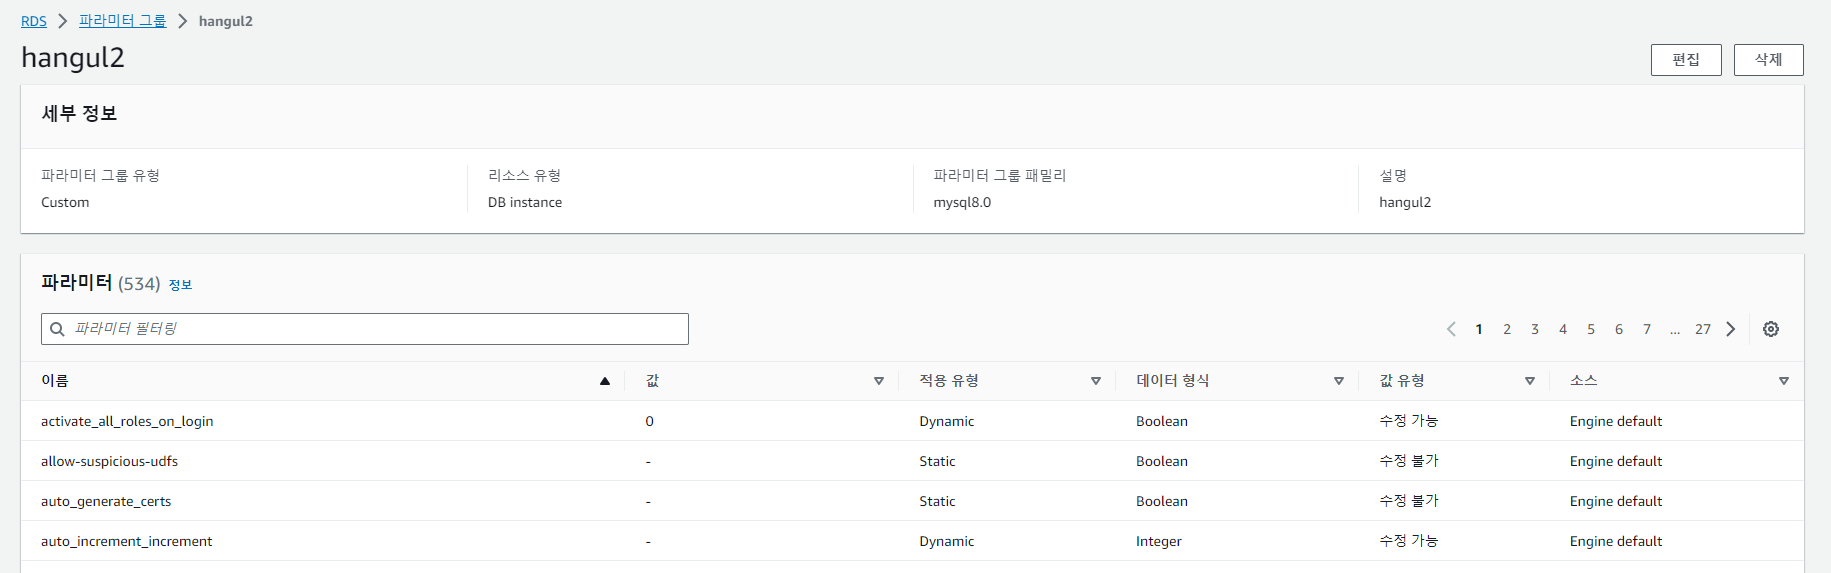 RDS 파라미터 그룹 hangul2
hangul2
편집 삭제
세부 정보
파라미터 그룹 유형 리소스 유형 파라미터 그룹 패밀리 설명
Custom DB instance mysql8.0 hangul2
파라미터 (534) 정보
파라미터 필터링 1 2 3 4 5 6 7 ... 27
이름 값 적용 유형 데이터 형식 값 유형 소스
activate_all_roles_on_login 0 Dynamic Boolean 수정 가능 Engine default
allow-suspicious-udfs - Static Boolean 수정 불가 Engine default
auto_generate_certs - Static Boolean 수정 불가 Engine default
auto_increment_increment - Dynamic Integer 수정 가능 Engine default